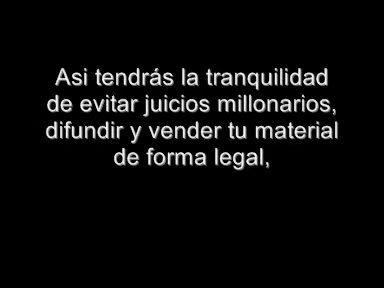 Asi tendrás la tranquilidad
de evitar juicios millonarios,
difundir y vender tu material
de forma legal,